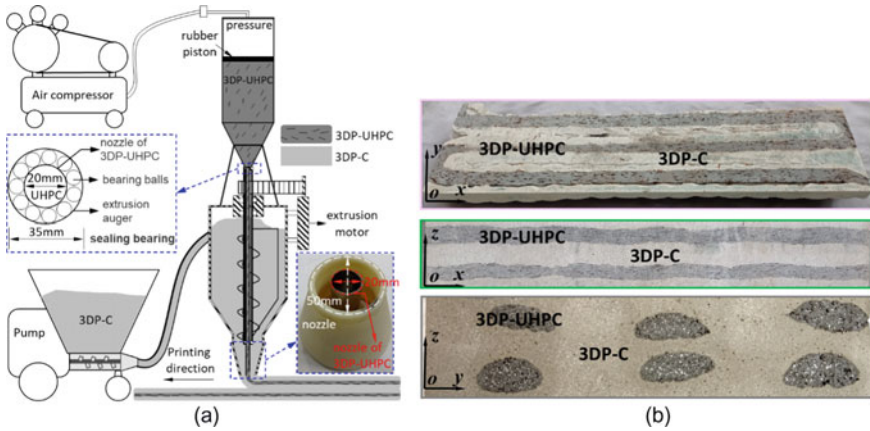 pressure
rubber
piston
3DP-UHPC
Air compressor
3DP-UHPC
3DP-C
nozzle of
3DP-UHPC
20mm
UHPC
bearing balls
extrusion
auger
35mm
sealing bearing
extrusion
motor
3DP-C
Pump
Printing
direction
20mm
50mm
nozzle
nozzle of
3DP-UHPC
(a)
3DP-UHPC
3DP-C
y
o
x
3DP-UHPC
3DP-C
z
o
x
3DP-UHPC
3DP-C
z
o
y
(b)